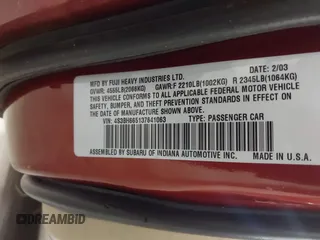 MFD. BY FUJI HEAVY INDUSTRIES LTD. DATE 2/03
GVWR: 4555LB(2066KG) GAWR:F 2210LB(1002KG) R 2345LB(1064KG)
THIS VEHICLE CONFORMS TO ALL APPLICABLE FEDERAL MOTOR VEHICLE
SAFETY, BUMPER, AND THEFT PREVENTION STANDARDS IN EFFECT ON
THE DATE OF MANUFACTURE SHOWN ABOVE.
V.I.N.: 4S3BH665137641063 TYPE: PASSENGER CAR
BY SUBARU OF INDIANA AUTOMOTIVE INC. MADE IN U.S.A.
DREAMBID